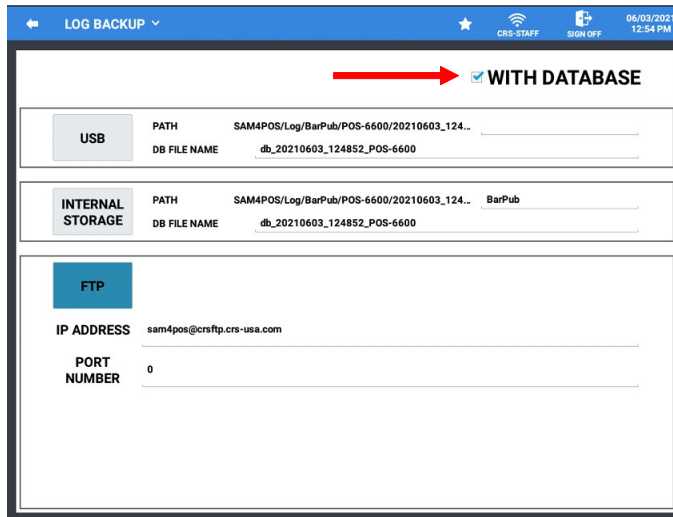 LOG BACKUP
CRS-STAFF
SIGN OFF
06/03/2021
12:54 PM
WITH DATABASE
USB
PATH SAM4POS/Log/BarPub/POS-6600/20210603_124...
DB FILE NAME db_20210603_124852_POS-6600
INTERNAL STORAGE
PATH SAM4POS/Log/BarPub/POS-6600/20210603_124... BarPub
DB FILE NAME db_20210603_124852_POS-6600
FTP
IP ADDRESS sam4pos@crsftp.crs-usa.com
PORT NUMBER 0